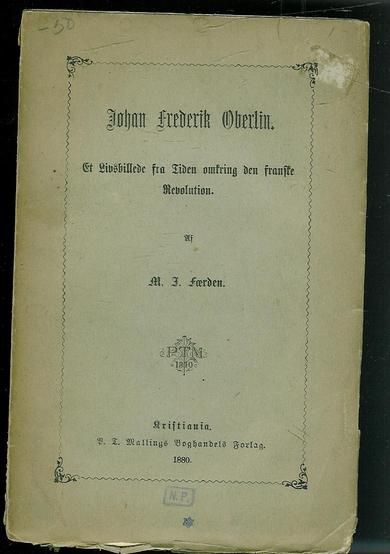 -50
Johan Frederik Oberlin.
Et Livsbillede fra Tiden omkring den franske
Revolution.
Af
M. J. Færden.
PTM
Kristiania.
P. T. Mallings Boghandels Forlag.
1880.
N.P.